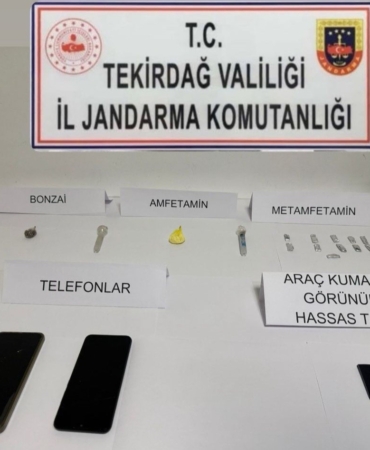 T.C.
TEKİRDAĞ VALİLİĞİ
İL JANDARMA KOMUTANLIĞI
BONZAİ
AMFETAMİN
METAMFETAMİN
TELEFONLAR
ARAÇ KUMA
GÖRÜNÜ
HASSAS T